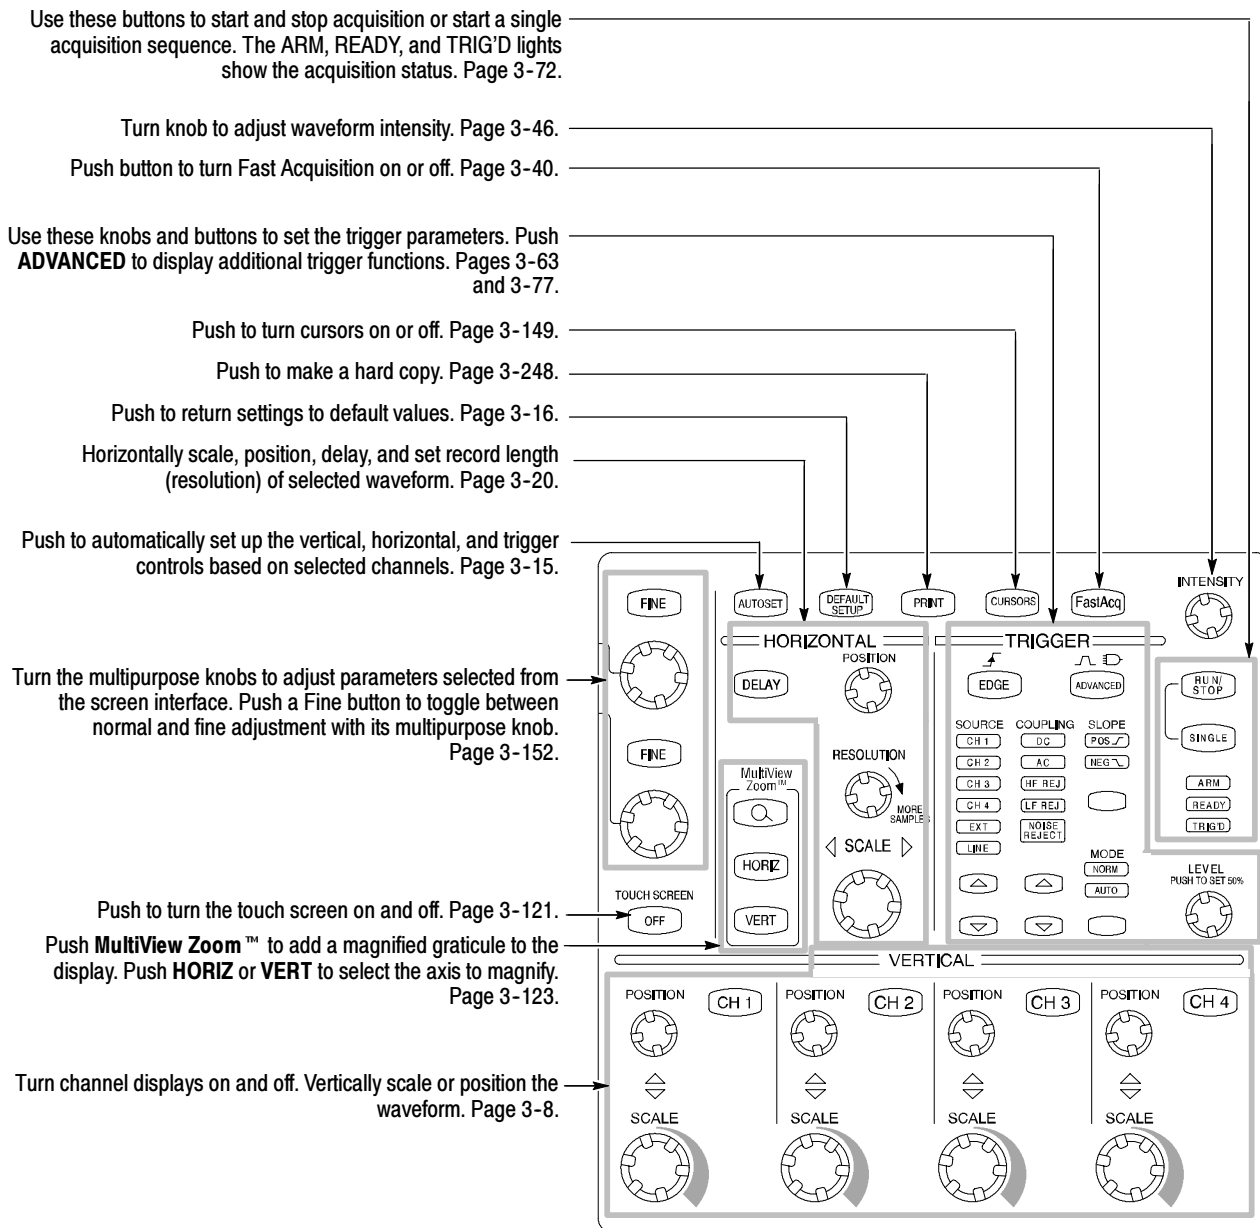 Use these buttons to start and stop acquisition or start a single
acquisition sequence. The ARM, READY, and TRIG'D lights
show the acquisition status. Page 3-72.
Turn knob to adjust waveform intensity. Page 3-46.
Push button to turn Fast Acquisition on or off. Page 3-40.
Use these knobs and buttons to set the trigger parameters. Push
ADVANCED to display additional trigger functions. Pages 3-63
and 3-77.
Push to turn cursors on or off. Page 3-149.
Push to make a hard copy. Page 3-248.
Push to return settings to default values. Page 3-16.
Horizontally scale, position, delay, and set record length
(resolution) of selected waveform. Page 3-20.
Push to automatically set up the vertical, horizontal, and trigger
controls based on selected channels. Page 3-15.
Turn the multipurpose knobs to adjust parameters selected from
the screen interface. Push a Fine button to toggle between
normal and fine adjustment with its multipurpose knob.
Page 3-152.
Push to turn the touch screen on and off. Page 3-121.
Push MultiView Zoom™ to add a magnified graticule to the
display. Push HORIZ or VERT to select the axis to magnify.
Page 3-123.
Turn channel displays on and off. Vertically scale or position the
waveform. Page 3-8.
FINE
FINE
TOUCH SCREEN
OFF
AUTOSET
DEFAULT
SETUP
PRINT
CURSORS
FastAcq
INTENSITY
HORIZONTAL
POSITION
DELAY
RESOLUTION
MORE
SAMPLES
SCALE
MultiView
Zoom™
HORIZ
VERT
TRIGGER
EDGE
ADVANCED
SOURCE
CH 1
CH 2
CH 3
CH 4
EXT
LINE
COUPLING
DC
AC
HF REJ
LF REJ
NOISE
REJECT
SLOPE
POS
NEG
MODE
NORM
AUTO
RUN/
STOP
SINGLE
ARM
READY
TRIG'D
LEVEL
PUSH TO SET 50%
VERTICAL
POSITION
CH 1
POSITION
CH 2
POSITION
CH 3
POSITION
CH 4
SCALE
SCALE
SCALE
SCALE